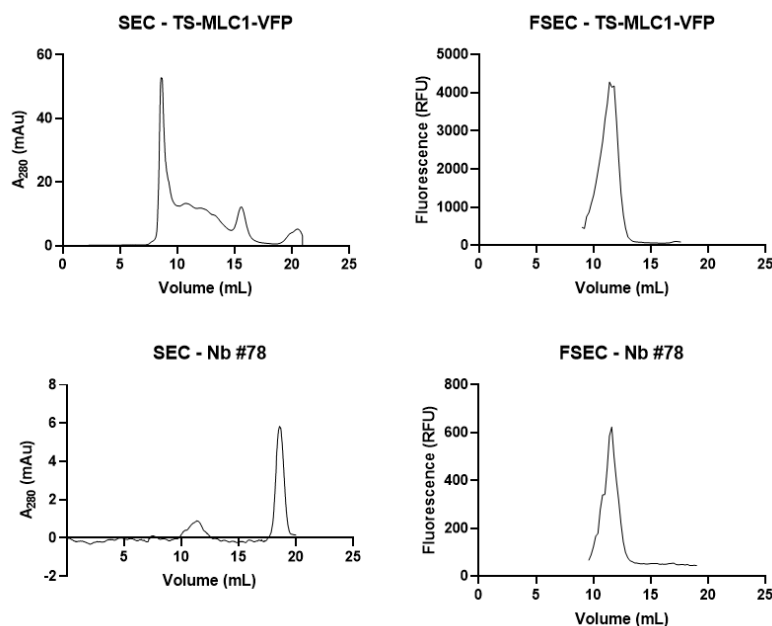 SEC - TS-MLC1-VFP
60
40
20
0
A280 (mAu)
0 5 10 15 20 25
Volume (mL)
FSEC - TS-MLC1-VFP
5000
4000
3000
2000
1000
0
Fluorescence (RFU)
0 5 10 15 20 25
Volume (mL)
SEC - Nb #78
8
6
4
2
0
-2
A280 (mAu)
5 10 15 20 25
Volume (mL)
FSEC - Nb #78
800
600
400
200
0
Fluorescence (RFU)
0 5 10 15 20 25
Volume (mL)